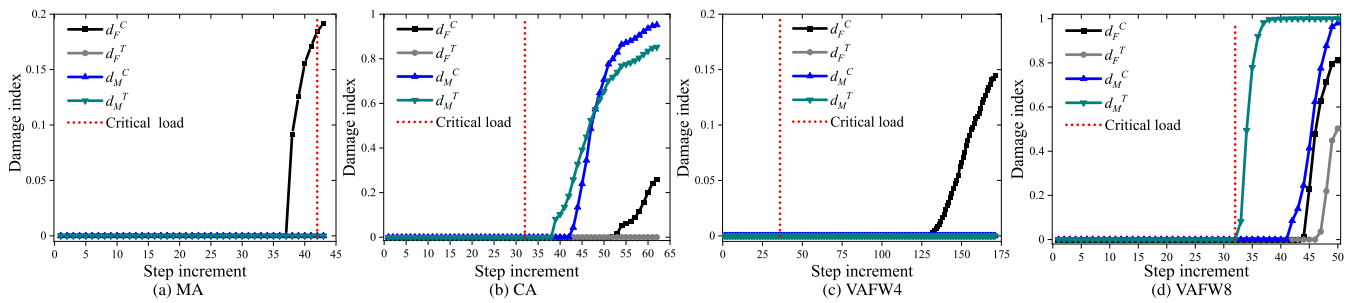 0.2
0.15
0.1
0.05
0
Damage index
d_F^C
d_F^T
d_M^C
d_M^T
Critical load
0 5 10 15 20 25 30 35 40 45
Step increment
(a) MA
1
0.8
0.6
0.4
0.2
0
Damage index
d_F^C
d_F^T
d_M^C
d_M^T
Critical load
0 5 10 15 20 25 30 35 40 45 50 55 60 65
Step increment
(b) CA
0.2
0.15
0.1
0.05
0
Damage index
d_F^C
d_F^T
d_M^C
d_M^T
Critical load
0 25 50 75 100 125 150 175
Step increment
(c) VAFW4
1
0.8
0.6
0.4
0.2
0
Damage index
d_F^C
d_F^T
d_M^C
d_M^T
Critical load
0 5 10 15 20 25 30 35 40 45 50
Step increment
(d) VAFW8